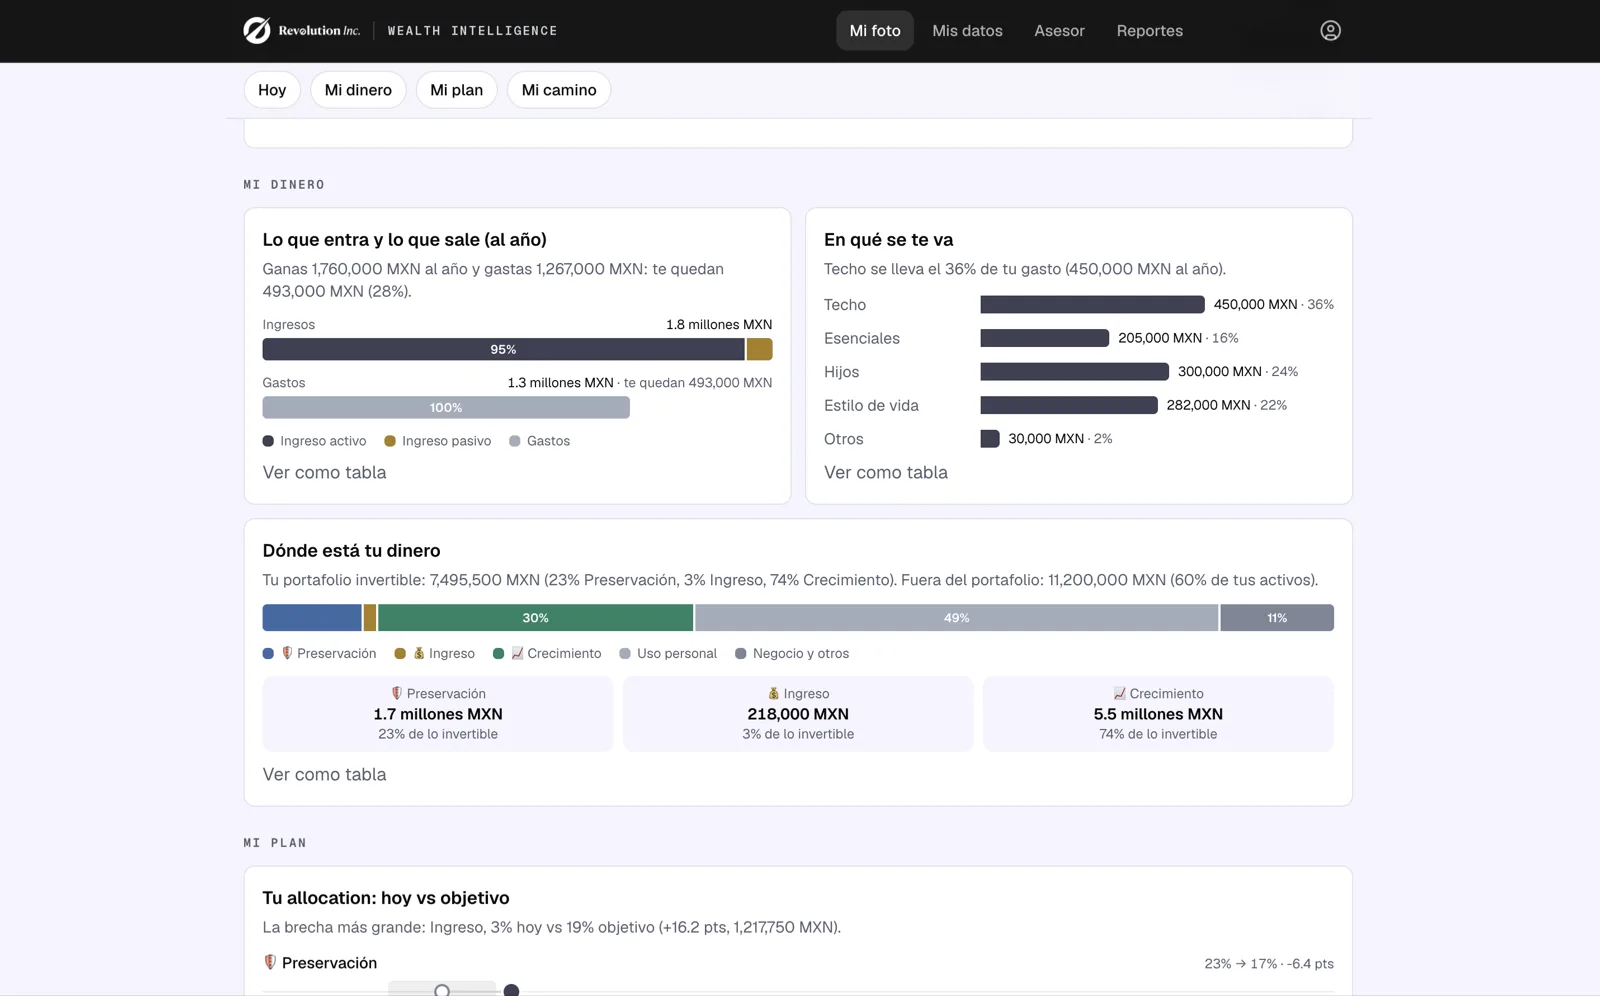 Revolution Inc.
WEALTH INTELLIGENCE
Mi foto
Mis datos
Asesor
Reportes
Hoy
Mi dinero
Mi plan
Mi camino
MI DINERO
Lo que entra y lo que sale (al año)
Ganas 1,760,000 MXN al año y gastas 1,267,000 MXN: te quedan
493,000 MXN (28%).
Ingresos
1.8 millones MXN
95%
Gastos
1.3 millones MXN · te quedan 493,000 MXN
100%
Ingreso activo
Ingreso pasivo
Gastos
Ver como tabla
En qué se te va
Techo se lleva el 36% de tu gasto (450,000 MXN al año).
Techo
450,000 MXN · 36%
Esenciales
205,000 MXN · 16%
Hijos
300,000 MXN · 24%
Estilo de vida
282,000 MXN · 22%
Otros
30,000 MXN · 2%
Ver como tabla
Dónde está tu dinero
Tu portafolio invertible: 7,495,500 MXN (23% Preservación, 3% Ingreso, 74% Crecimiento). Fuera del portafolio: 11,200,000 MXN (60% de tus activos).
30%
49%
11%
Preservación
Ingreso
Crecimiento
Uso personal
Negocio y otros
Preservación
1.7 millones MXN
23% de lo invertible
Ingreso
218,000 MXN
3% de lo invertible
Crecimiento
5.5 millones MXN
74% de lo invertible
Ver como tabla
MI PLAN
Tu allocation: hoy vs objetivo
La brecha más grande: Ingreso, 3% hoy vs 19% objetivo (+16.2 pts, 1,217,750 MXN).
Preservación
23% → 17% · -6.4 pts